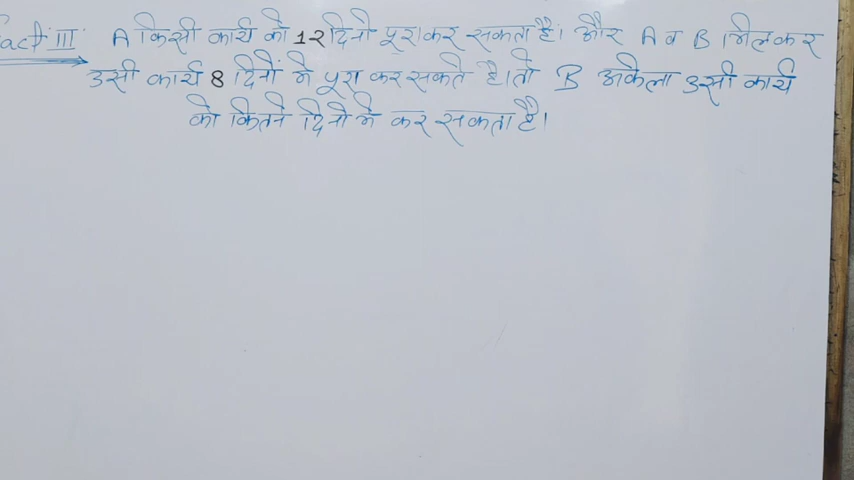 act III A किसी कार्य को 12 दिनो पूरा कर सकता है। और A व B मिलकर
उसी कार्य 8 दिनों मे पूरा कर सकते है। तो B अकेला उसी कार्य
को कितने दिनो मे कर सकता है।